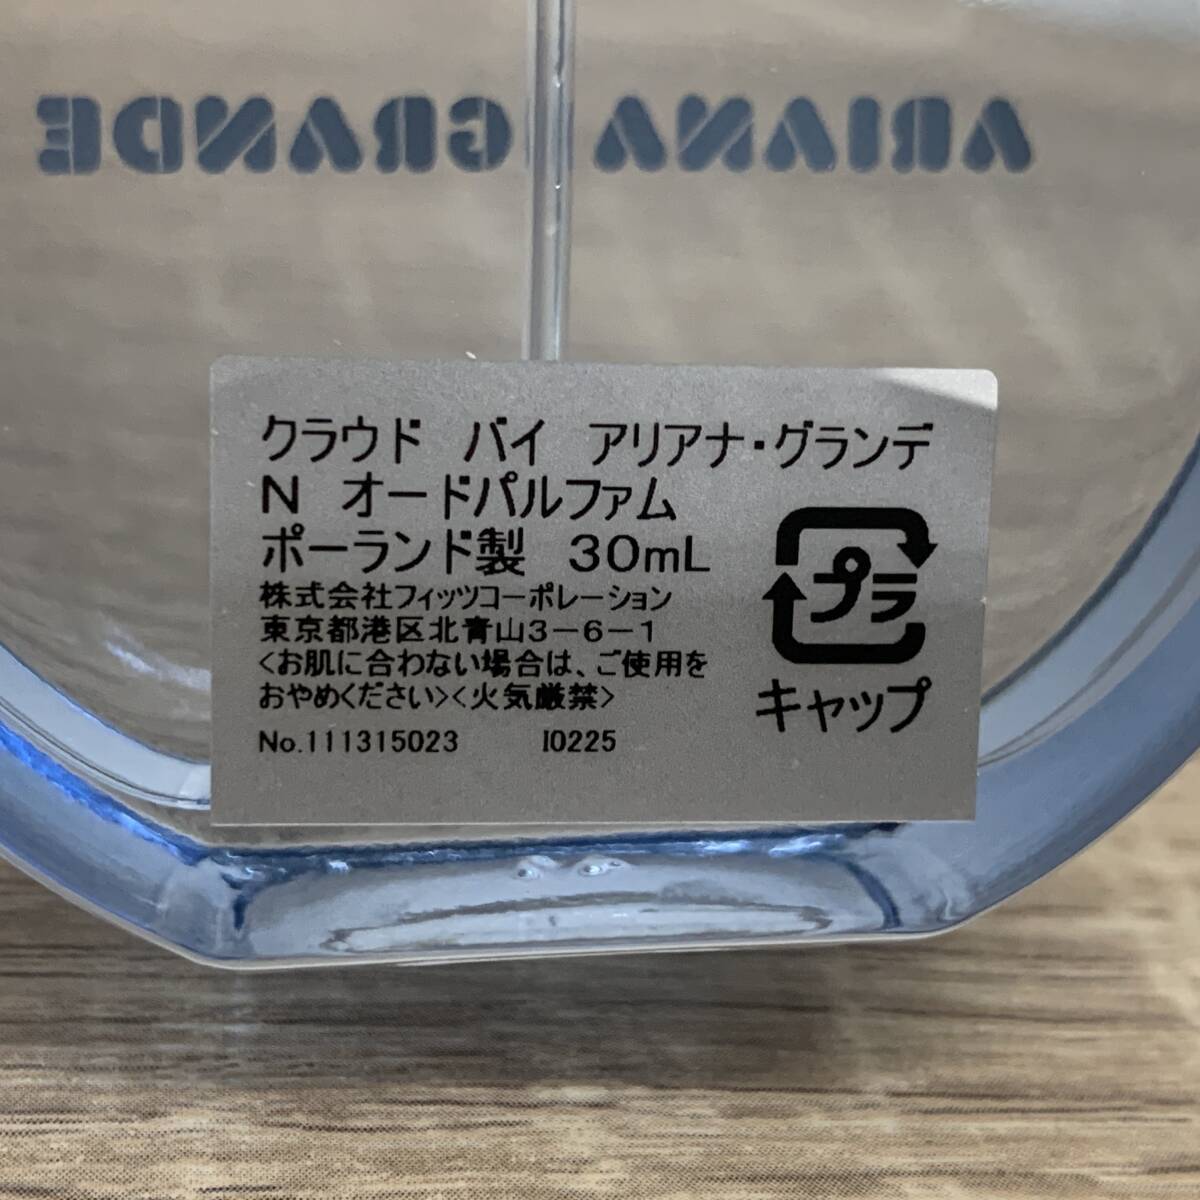 ARIANA GRANDE
クラウド バイ アリアナ・グランデ
N オードパルファム
ポーランド製 30mL
株式会社フィッツコーポレーション
東京都港区北青山3-6-1
<お肌に合わない場合は、ご使用を
おやめください><火気厳禁>
No.111315023 I0225
プラ
キャップ